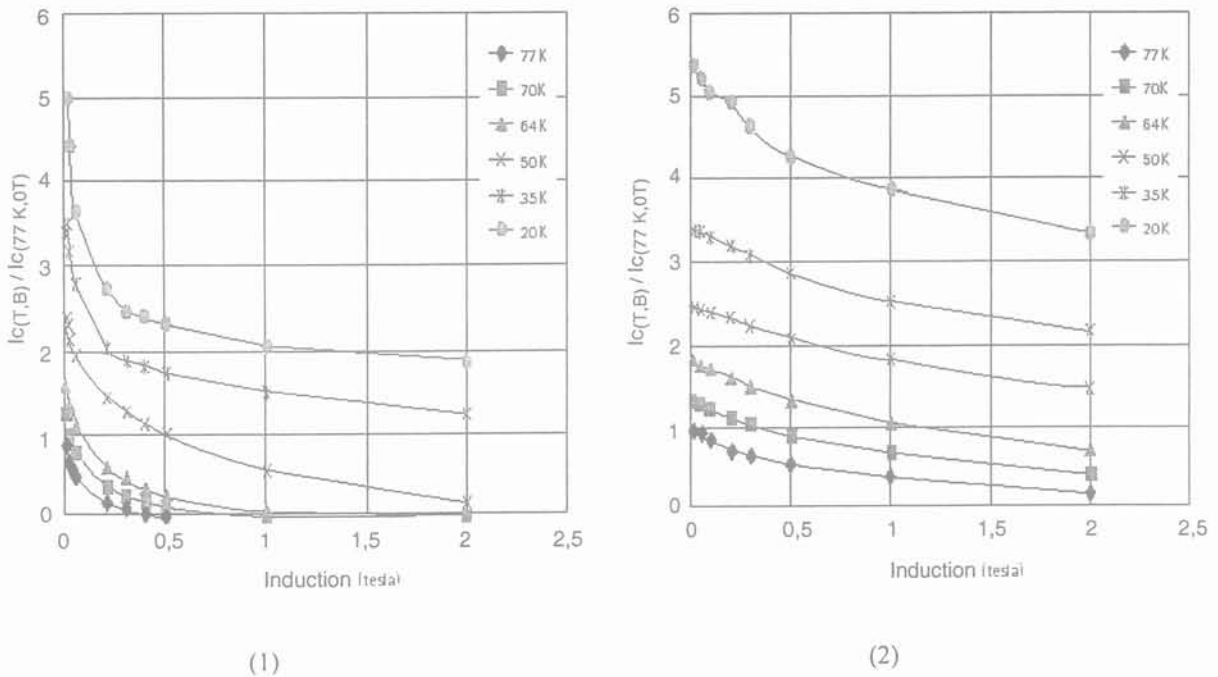 6
5
4
3
2
1
0
Ic(T,B) / Ic(77 K,0T)
77K
70K
64K
50K
35K
20K
0 0,5 1 1,5 2 2,5
Induction (tesla)
(1)
6
5
4
3
2
1
0
Ic(T,B) / Ic(77 K,0T)
77K
70K
64K
50K
35K
20K
0 0,5 1 1,5 2 2,5
Induction (tesla)
(2)